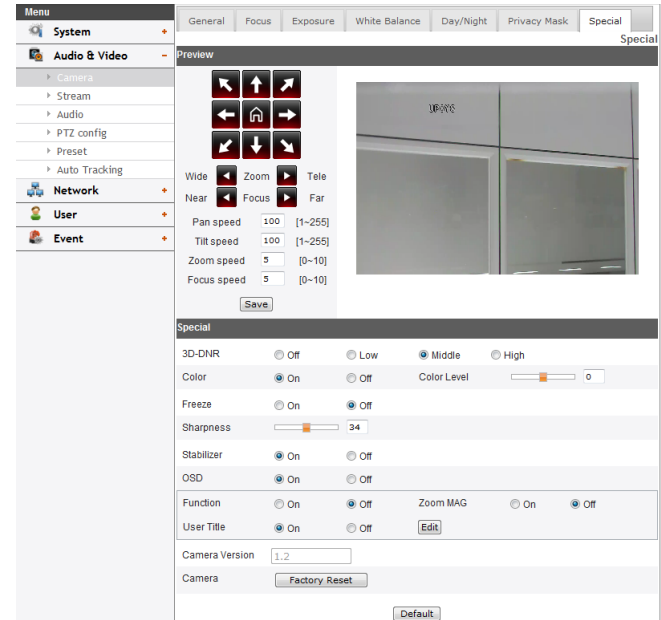 Menu
System +
Audio & Video -
Camera
Stream
Audio
PTZ config
Preset
Auto Tracking
Network +
User +
Event +
General Focus Exposure White Balance Day/Night Privacy Mask Special
Special
Preview
Wide Zoom Tele
Near Focus Far
Pan speed 100 [1~255]
Tilt speed 100 [1~255]
Zoom speed 5 [0~10]
Focus speed 5 [0~10]
Save
Special
3D-DNR Off Low Middle High
Color On Off Color Level 0
Freeze On Off
Sharpness 34
Stabilizer On Off
OSD On Off
Function On Off Zoom MAG On Off
User Title On Off Edit
Camera Version 1.2
Camera Factory Reset
Default